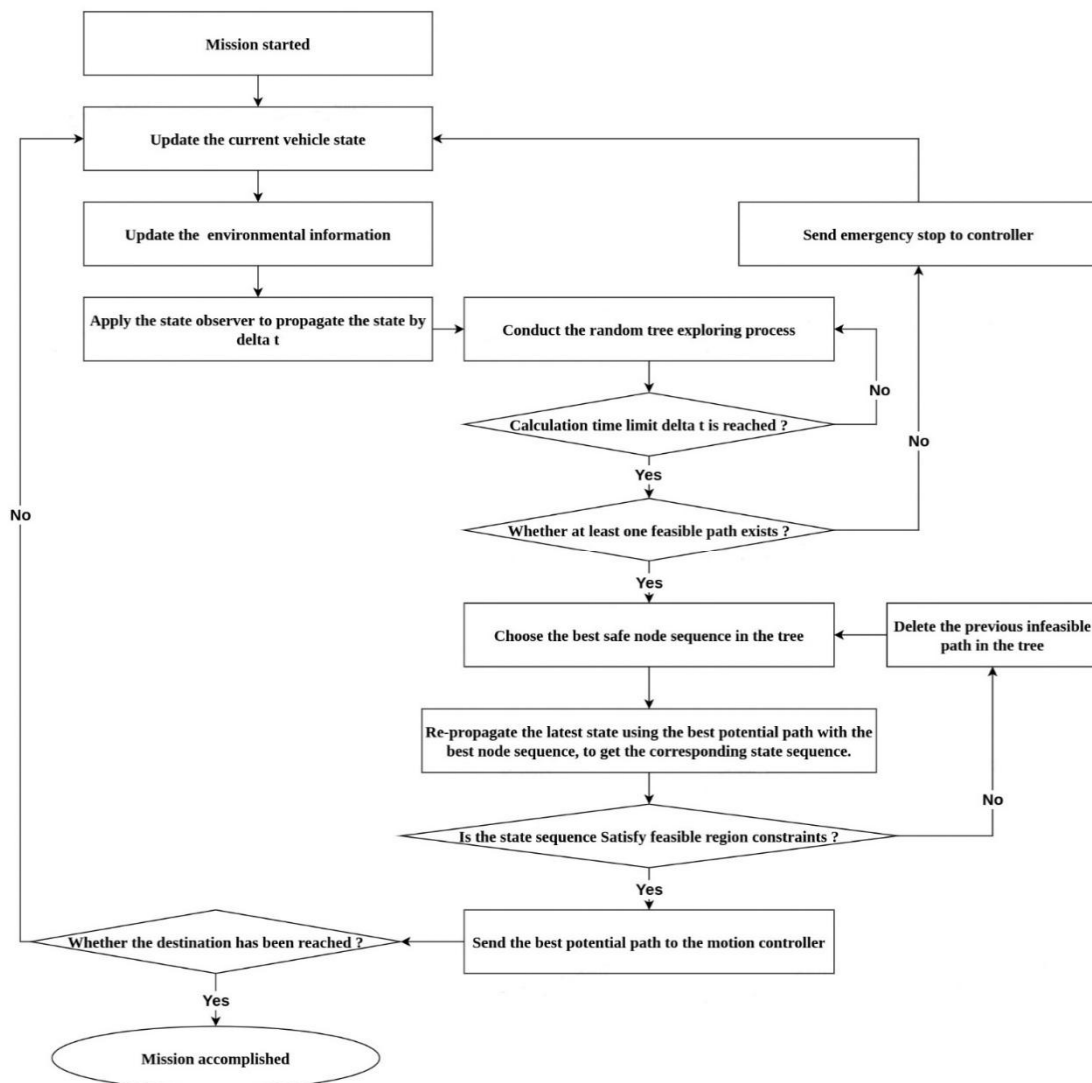 Mission started
Update the current vehicle state
Update the  environmental information
Send emergency stop to controller
Apply the state observer to propagate the state by
delta t
Conduct the random tree exploring process
No
Calculation time limit delta t is reached ?
No
Yes
No
Whether at least one feasible path exists ?
Yes
Choose the best safe node sequence in the tree
Delete the previous infeasible
path in the tree
Re-propagate the latest state using the best potential path with the
best node sequence, to get the corresponding state sequence.
No
Is the state sequence Satisfy feasible region constraints ?
Yes
Whether the destination has been reached ?
Send the best potential path to the motion controller
Yes
Mission accomplished